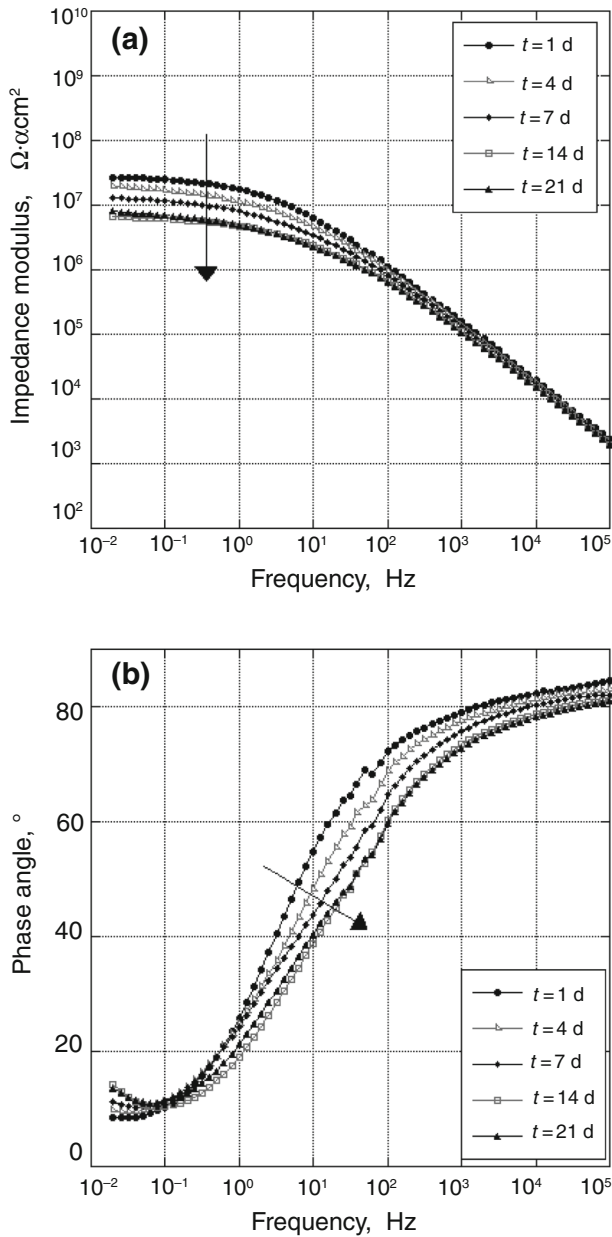 (a)
t = 1 d
t = 4 d
t = 7 d
t = 14 d
t = 21 d
10¹⁰
10⁹
10⁸
10⁷
10⁶
10⁵
10⁴
10³
10²
Impedance modulus, Ω·αcm²
10⁻² 10⁻¹ 10⁰ 10¹ 10² 10³ 10⁴ 10⁵
Frequency, Hz
(b)
80
60
40
20
0
Phase angle, °
t = 1 d
t = 4 d
t = 7 d
t = 14 d
t = 21 d
10⁻² 10⁻¹ 10⁰ 10¹ 10² 10³ 10⁴ 10⁵
Frequency, Hz